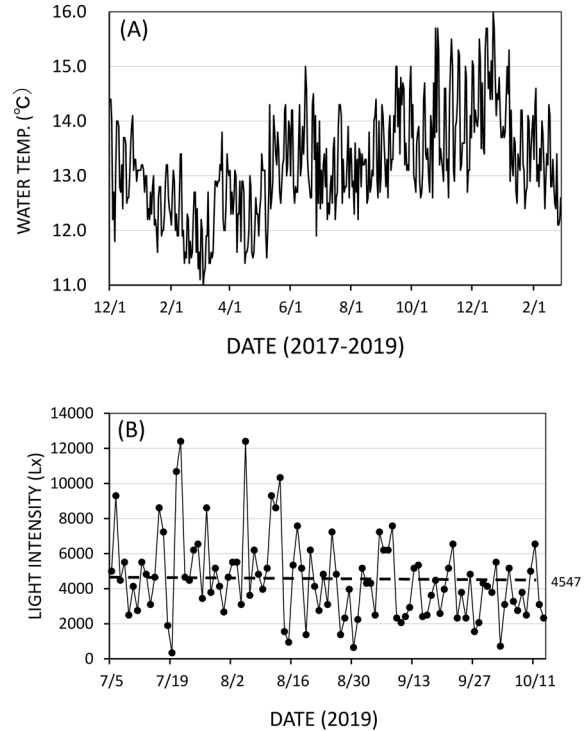 (A)
WATER TEMP. (℃)
16.0
15.0
14.0
13.0
12.0
11.0
12/1 2/1 4/1 6/1 8/1 10/1 12/1 2/1
DATE (2017-2019)
(B)
LIGHT INTENSITY (Lx)
14000
12000
10000
8000
6000
4000
2000
0
4547
7/5 7/19 8/2 8/16 8/30 9/13 9/27 10/11
DATE (2019)